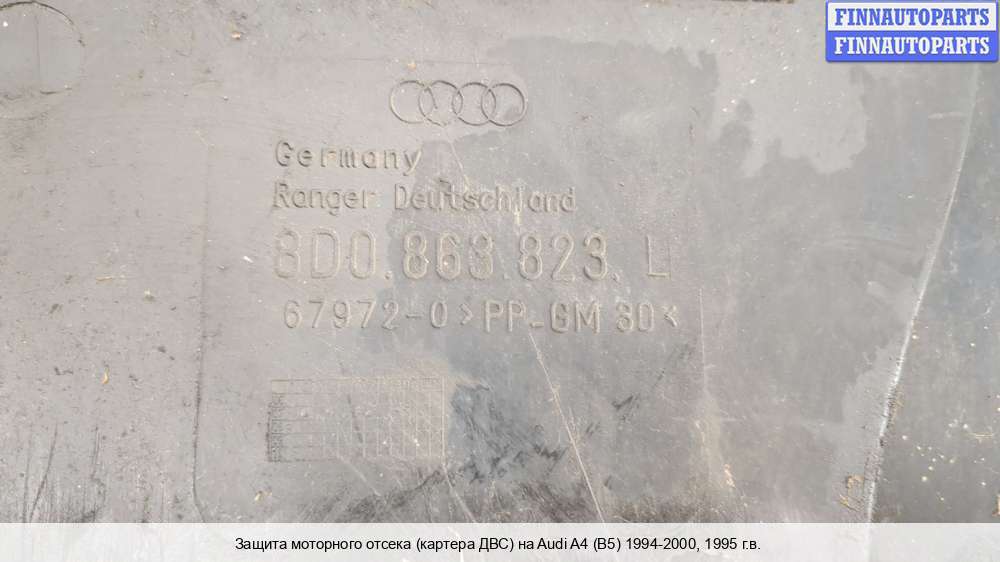 FINNAUTOPARTS
FINNAUTOPARTS
Germany
Ranger Deutschland
8D0.863.823. L
67972-0 >PP-GM 30<
Защита моторного отсека (картера ДВС) на Audi A4 (B5) 1994-2000, 1995 г.в.